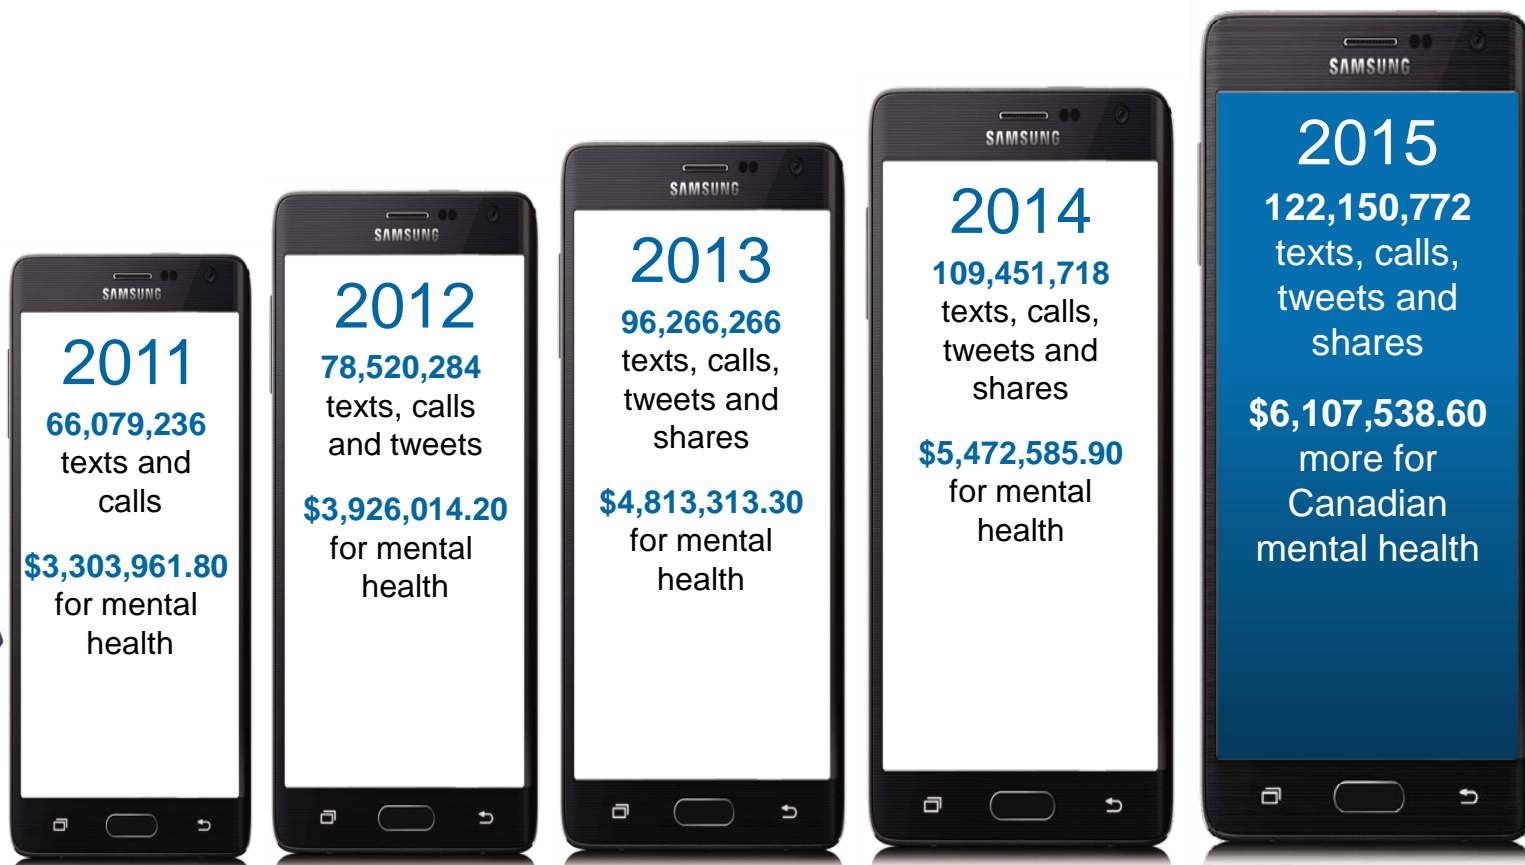 SAMSUNG
2011
66,079,236
texts and
calls
$3,303,961.80
for mental
health
SAMSUNG
2012
78,520,284
texts, calls
and tweets
$3,926,014.20
for mental
health
SAMSUNG
2013
96,266,266
texts, calls,
tweets and
shares
$4,813,313.30
for mental
health
SAMSUNG
2014
109,451,718
texts, calls,
tweets and
shares
$5,472,585.90
for mental
health
SAMSUNG
2015
122,150,772
texts, calls,
tweets and
shares
$6,107,538.60
more for
Canadian
mental health